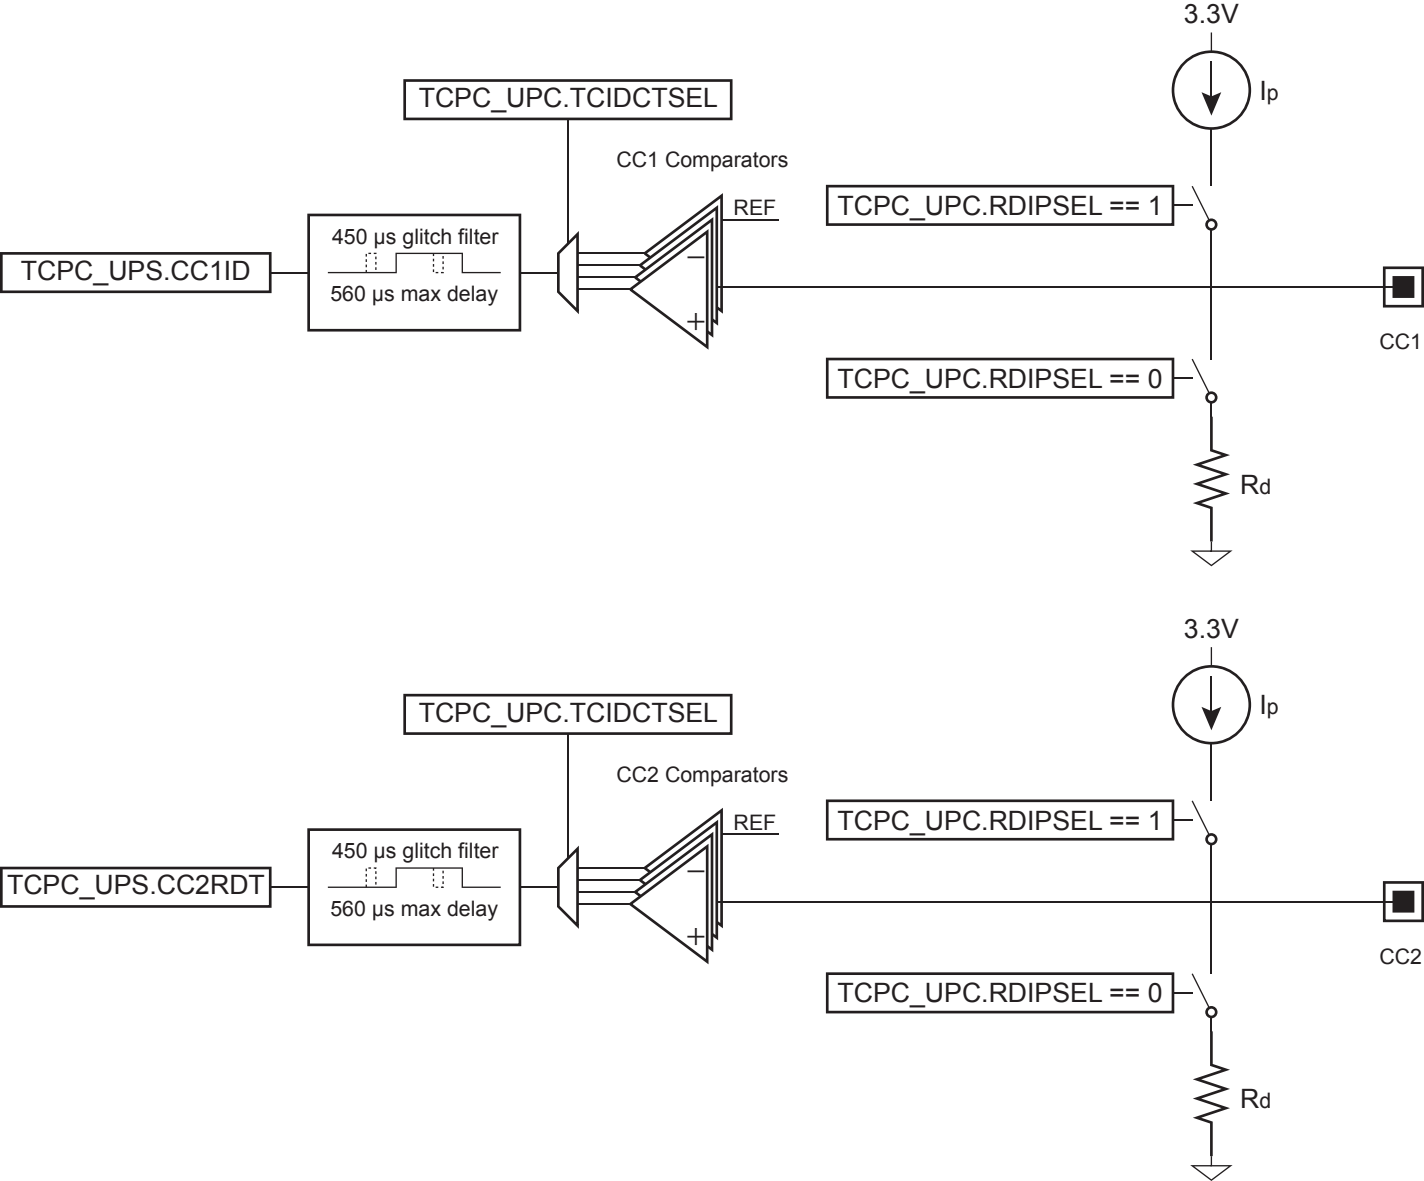 3.3V
Ip
TCPC_UPC.TCIDCTSEL
CC1 Comparators
REF
TCPC_UPC.RDIPSEL == 1
450 µs glitch filter
560 µs max delay
TCPC_UPS.CC1ID
−
+
CC1
TCPC_UPC.RDIPSEL == 0
Rd
3.3V
Ip
TCPC_UPC.TCIDCTSEL
CC2 Comparators
REF
TCPC_UPC.RDIPSEL == 1
450 µs glitch filter
560 µs max delay
TCPC_UPS.CC2RDT
−
+
CC2
TCPC_UPC.RDIPSEL == 0
Rd